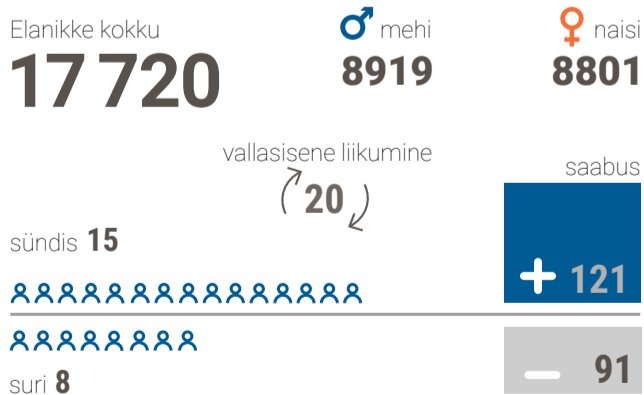 Elanikke kokku
17 720
mehi
8919
naisi
8801
vallasisene liikumine
20
saabus
+ 121
sündis 15
suri 8
− 91